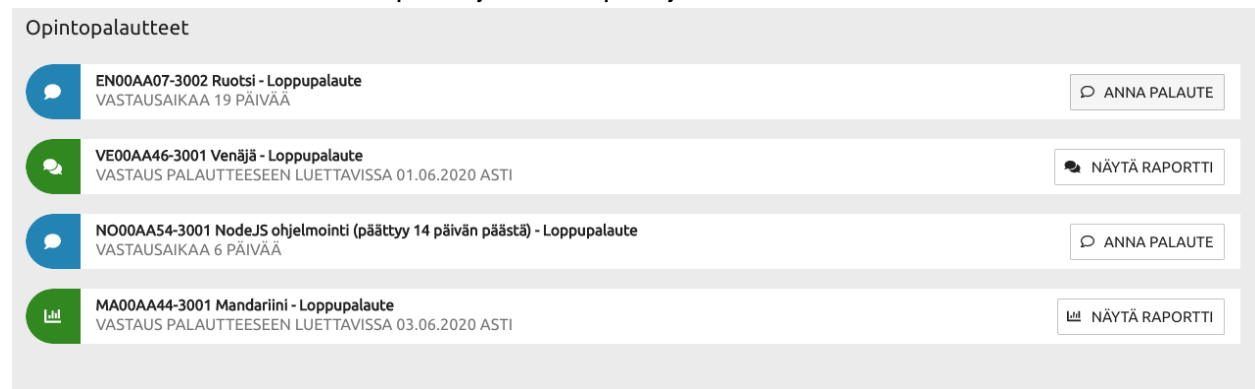 Opintopalautteet
EN00AA07-3002 Ruotsi - Loppupalaute
VASTAUSAIKAA 19 PÄIVÄÄ
ANNA PALAUTE
VE00AA46-3001 Venäjä - Loppupalaute
VASTAUS PALAUTTEESEEN LUETTAVISSA 01.06.2020 ASTI
NÄYTÄ RAPORTTI
NO00AA54-3001 NodeJS ohjelmointi (päättyy 14 päivän päästä) - Loppupalaute
VASTAUSAIKAA 6 PÄIVÄÄ
ANNA PALAUTE
MA00AA44-3001 Mandariini - Loppupalaute
VASTAUS PALAUTTEESEEN LUETTAVISSA 03.06.2020 ASTI
NÄYTÄ RAPORTTI